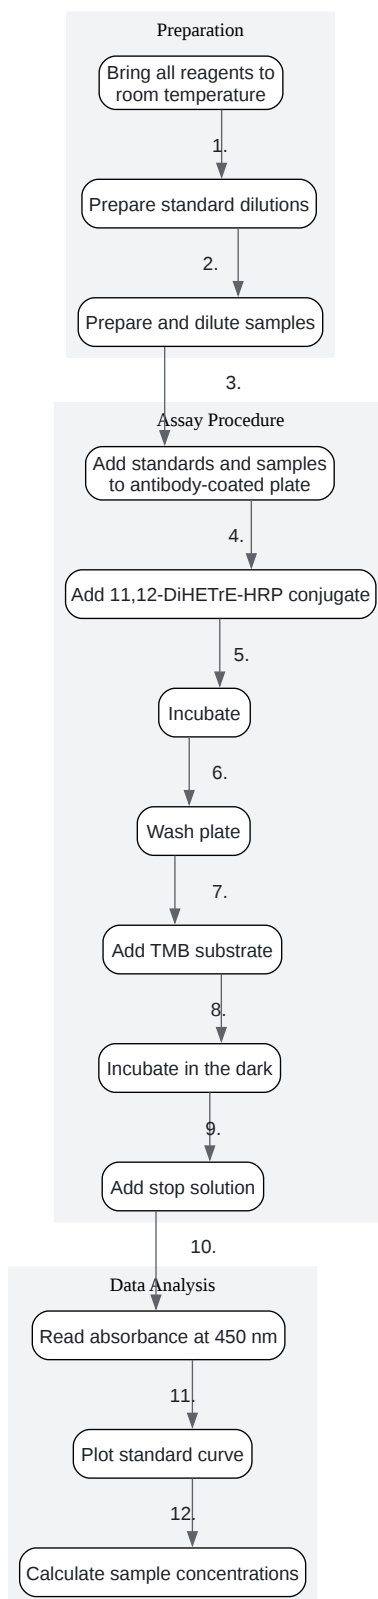 Preparation
Bring all reagents to
room temperature
1.
Prepare standard dilutions
2.
Prepare and dilute samples
3.
Assay Procedure
Add standards and samples
to antibody-coated plate
4.
Add 11,12-DiHETrE-HRP conjugate
5.
Incubate
6.
Wash plate
7.
Add TMB substrate
8.
Incubate in the dark
9.
Add stop solution
10.
Data Analysis
Read absorbance at 450 nm
11.
Plot standard curve
12.
Calculate sample concentrations